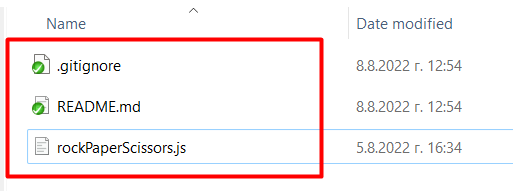 Name Date modified
.gitignore 8.8.2022 г. 12:54
README.md 8.8.2022 г. 12:54
rockPaperScissors.js 5.8.2022 г. 16:34